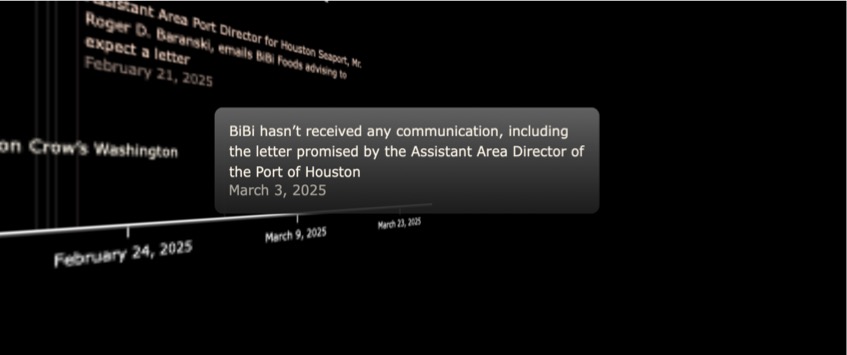 Assistant Area Port Director for Houston Seaport, Mr.
Roger D. Baranski, emails BiBi Foods advising to
expect a letter
February 21, 2025
on Crow's Washington
BiBi hasn't received any communication, including
the letter promised by the Assistant Area Director of
the Port of Houston
March 3, 2025
February 24, 2025
March 9, 2025
March 23, 2025